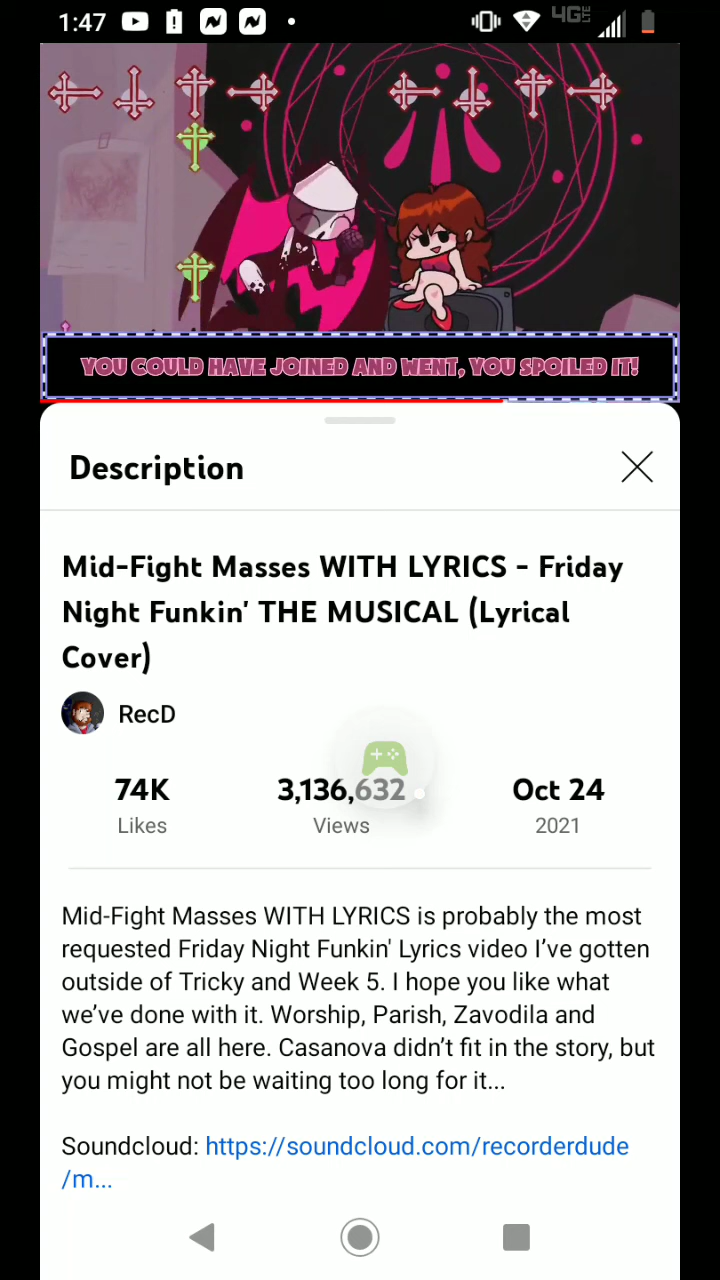 1:47
4G LTE
YOU COULD HAVE JOINED AND WENT, YOU SPOILED IT!
Description
Mid-Fight Masses WITH LYRICS - Friday
Night Funkin' THE MUSICAL (Lyrical
Cover)
RecD
74K 3,136,632 Oct 24
Likes Views 2021
Mid-Fight Masses WITH LYRICS is probably the most
requested Friday Night Funkin' Lyrics video I’ve gotten
outside of Tricky and Week 5. I hope you like what
we’ve done with it. Worship, Parish, Zavodila and
Gospel are all here. Casanova didn’t fit in the story, but
you might not be waiting too long for it...
Soundcloud: https://soundcloud.com/recorderdude
/m...